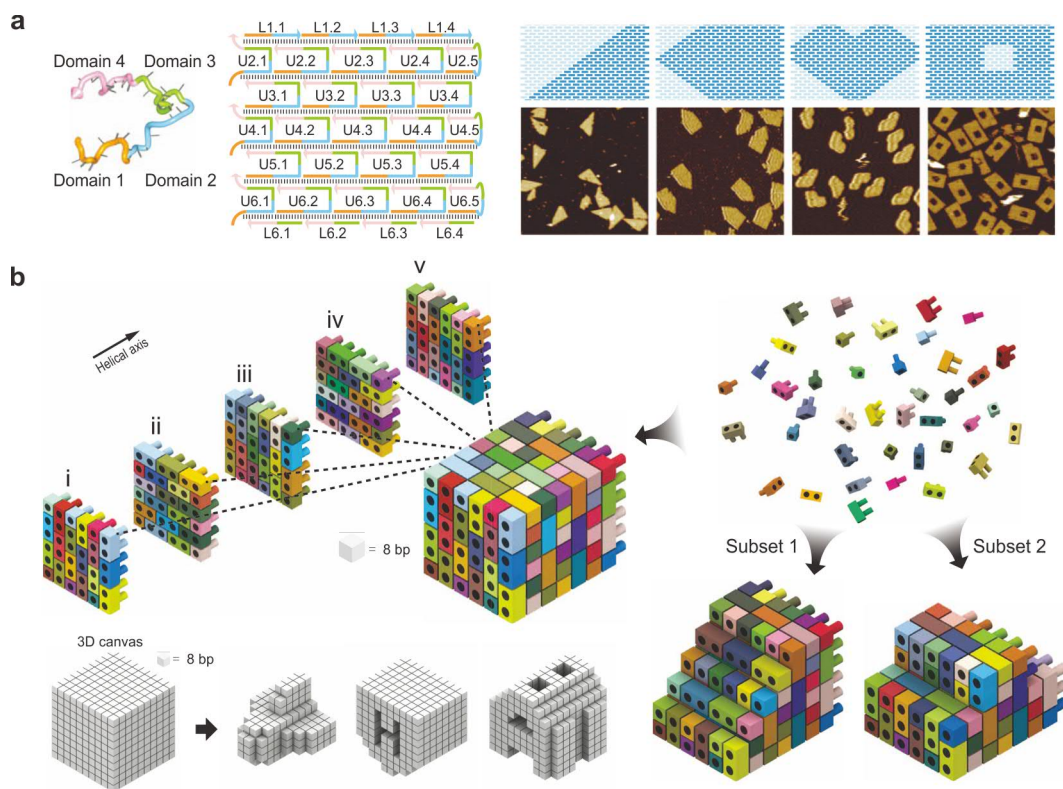 a
Domain 4 Domain 3
Domain 1 Domain 2
L1.1 L1.2 L1.3 L1.4
U2.1 U2.2 U2.3 U2.4 U2.5
U3.1 U3.2 U3.3 U3.4
U4.1 U4.2 U4.3 U4.4 U4.5
U5.1 U5.2 U5.3 U5.4
U6.1 U6.2 U6.3 U6.4 U6.5
L6.1 L6.2 L6.3 L6.4
b
Helical axis
i
ii
iii
iv
v
= 8 bp
Subset 1
Subset 2
3D canvas
= 8 bp